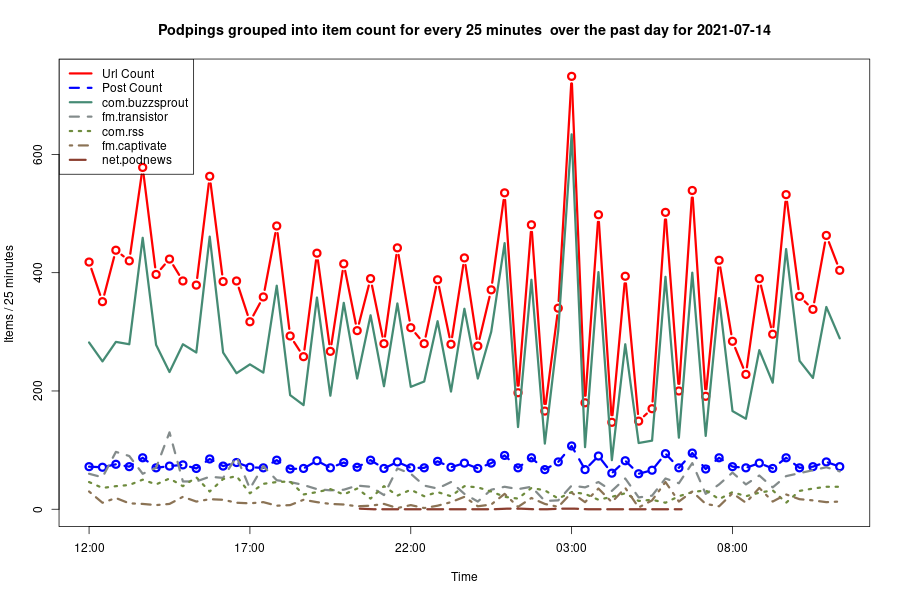 Podpings grouped into item count for every 25 minutes  over the past day for 2021-07-14
Url Count
Post Count
com.buzzsprout
fm.transistor
com.rss
fm.captivate
net.podnews
Items / 25 minutes
600
400
200
0
12:00
17:00
22:00
03:00
08:00
Time